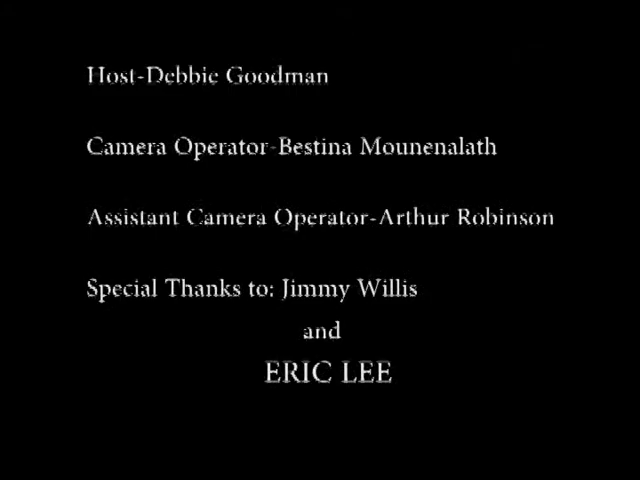 Host-Debbie Goodman
Camera Operator-Bestina Mounenalath
Assistant Camera Operator-Arthur Robinson
Special Thanks to: Jimmy Willis
and
ERIC LEE